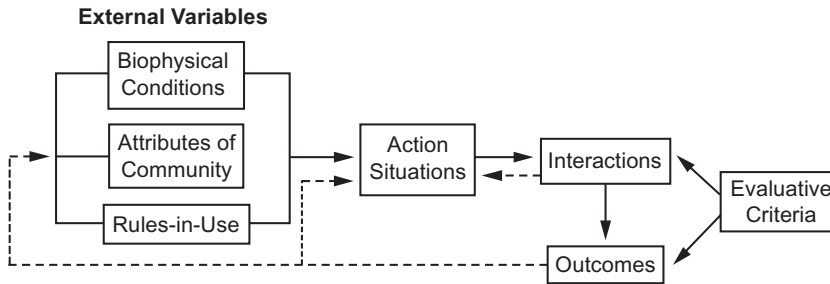 External Variables
Biophysical
Conditions
Attributes of
Community
Rules-in-Use
Action
Situations
Interactions
Outcomes
Evaluative
Criteria